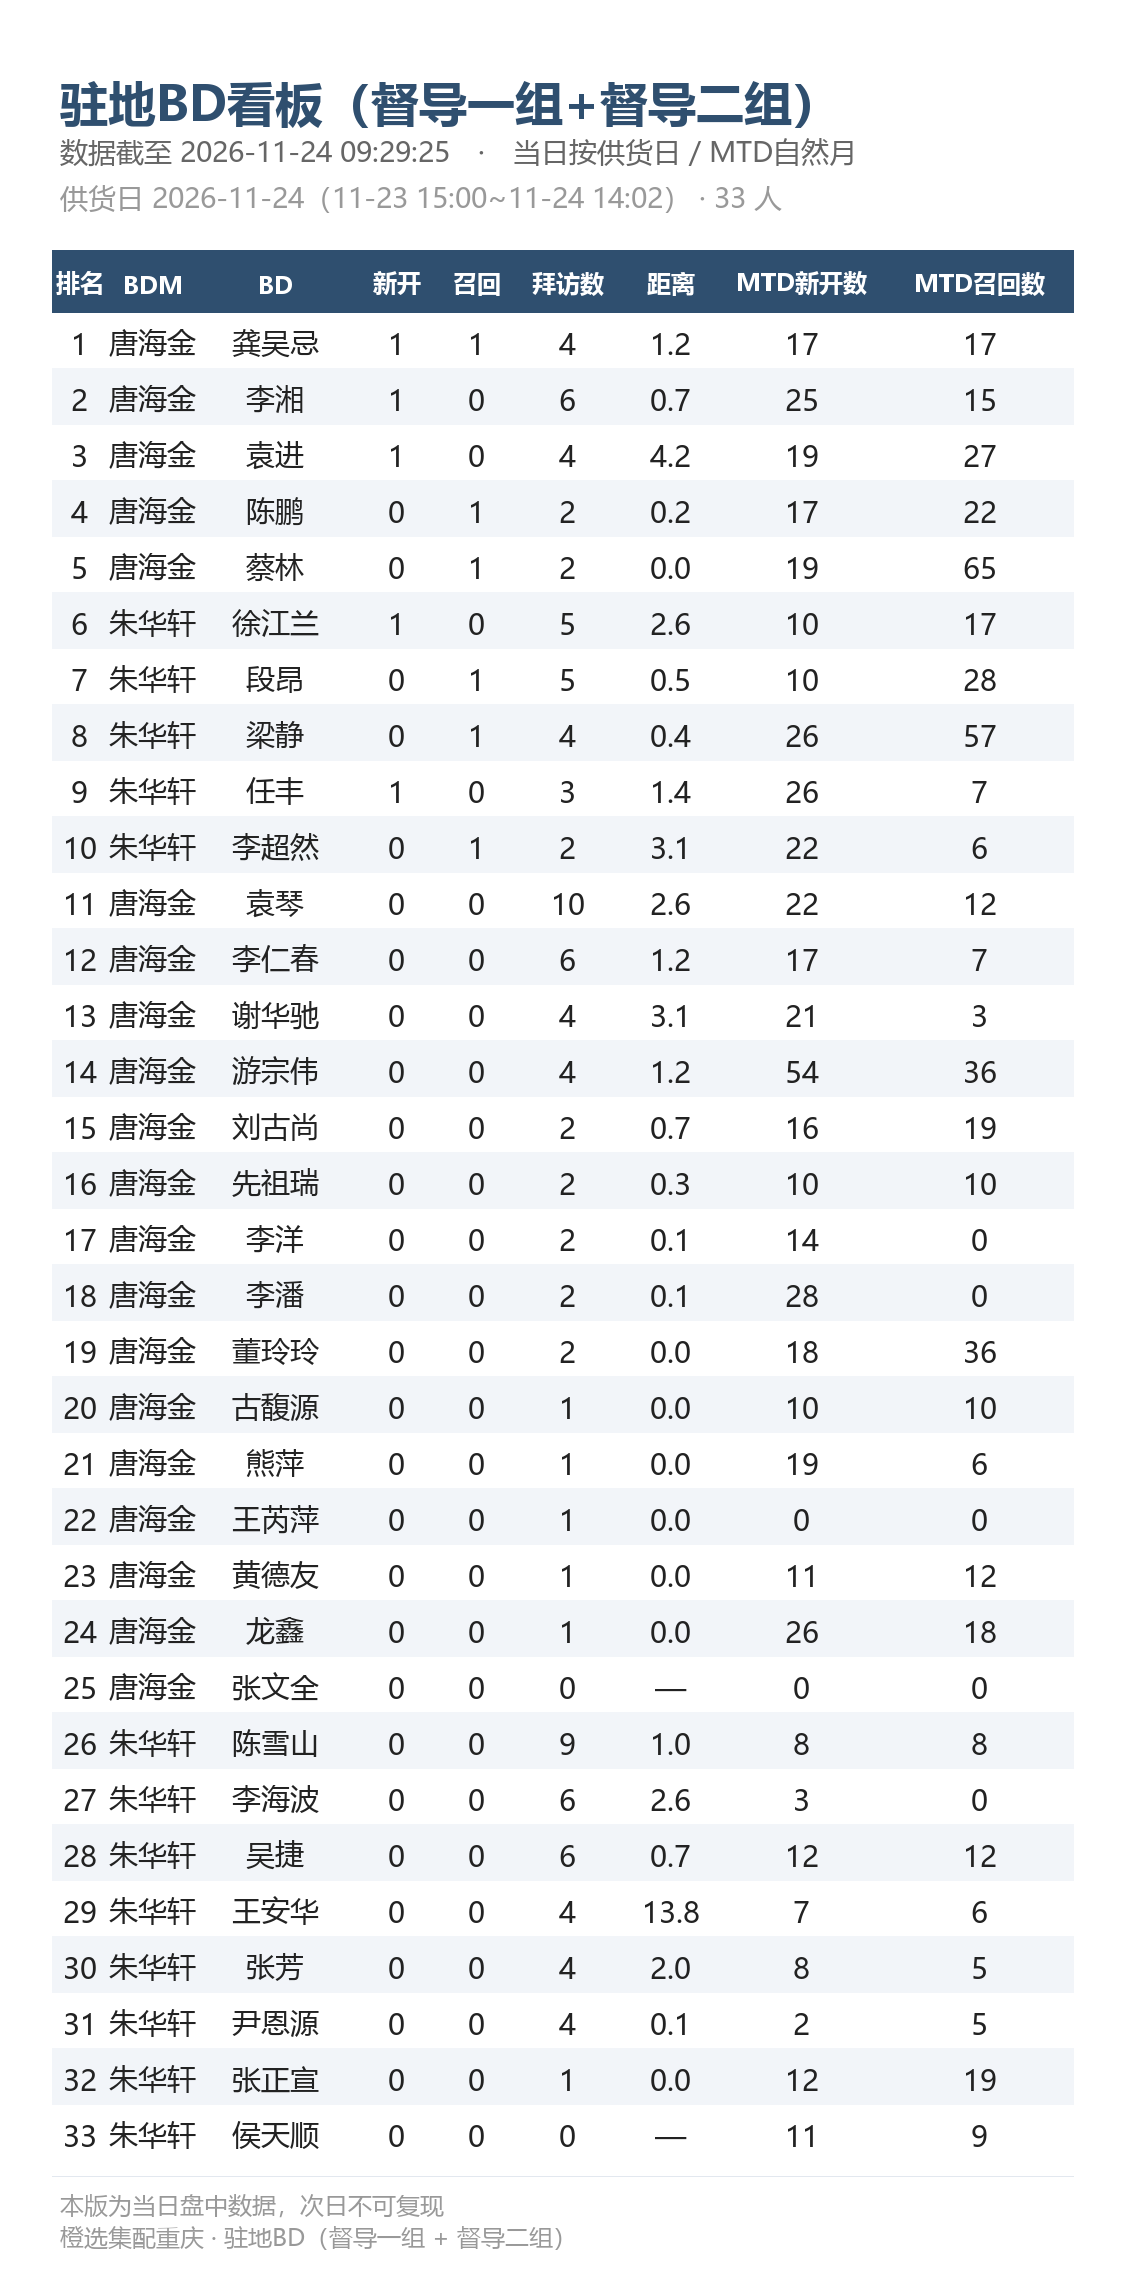 驻地BD看板（督导一组+督导二组）
数据截至 2026-11-24 09:29:25 · 当日按供货日 / MTD自然月
供货日 2026-11-24（11-23 15:00~11-24 14:02） · 33 人
排名 BDM BD 新开 召回 拜访数 距离 MTD新开数 MTD召回数
1 唐海金 龚吴忌 1 1 4 1.2 17 17
2 唐海金 李湘 1 0 6 0.7 25 15
3 唐海金 袁进 1 0 4 4.2 19 27
4 唐海金 陈鹏 0 1 2 0.2 17 22
5 唐海金 蔡林 0 1 2 0.0 19 65
6 朱华轩 徐江兰 1 0 5 2.6 10 17
7 朱华轩 段昂 0 1 5 0.5 10 28
8 朱华轩 梁静 0 1 4 0.4 26 57
9 朱华轩 任丰 1 0 3 1.4 26 7
10 朱华轩 李超然 0 1 2 3.1 22 6
11 唐海金 袁琴 0 0 10 2.6 22 12
12 唐海金 李仁春 0 0 6 1.2 17 7
13 唐海金 谢华驰 0 0 4 3.1 21 3
14 唐海金 游宗伟 0 0 4 1.2 54 36
15 唐海金 刘古尚 0 0 2 0.7 16 19
16 唐海金 先祖瑞 0 0 2 0.3 10 10
17 唐海金 李洋 0 0 2 0.1 14 0
18 唐海金 李潘 0 0 2 0.1 28 0
19 唐海金 董玲玲 0 0 2 0.0 18 36
20 唐海金 古馥源 0 0 1 0.0 10 10
21 唐海金 熊萍 0 0 1 0.0 19 6
22 唐海金 王芮萍 0 0 1 0.0 0 0
23 唐海金 黄德友 0 0 1 0.0 11 12
24 唐海金 龙鑫 0 0 1 0.0 26 18
25 唐海金 张文全 0 0 0 — 0 0
26 朱华轩 陈雪山 0 0 9 1.0 8 8
27 朱华轩 李海波 0 0 6 2.6 3 0
28 朱华轩 吴捷 0 0 6 0.7 12 12
29 朱华轩 王安华 0 0 4 13.8 7 6
30 朱华轩 张芳 0 0 4 2.0 8 5
31 朱华轩 尹恩源 0 0 4 0.1 2 5
32 朱华轩 张正宣 0 0 1 0.0 12 19
33 朱华轩 侯天顺 0 0 0 — 11 9
本版为当日盘中数据，次日不可复现
橙选集配重庆 · 驻地BD（督导一组 + 督导二组）